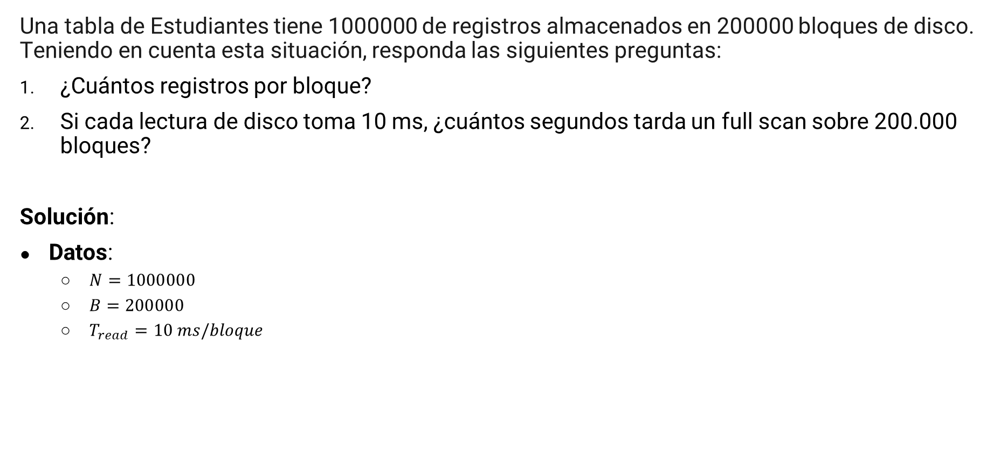 Una tabla de Estudiantes tiene 1000000 de registros almacenados en 200000 bloques de disco.
Teniendo en cuenta esta situación, responda las siguientes preguntas:
1. ¿Cuántos registros por bloque?
2. Si cada lectura de disco toma 10 ms, ¿cuántos segundos tarda un full scan sobre 200.000
bloques?
Solución:
● Datos:
○ N = 1000000
○ B = 200000
○ T_read = 10 ms/bloque